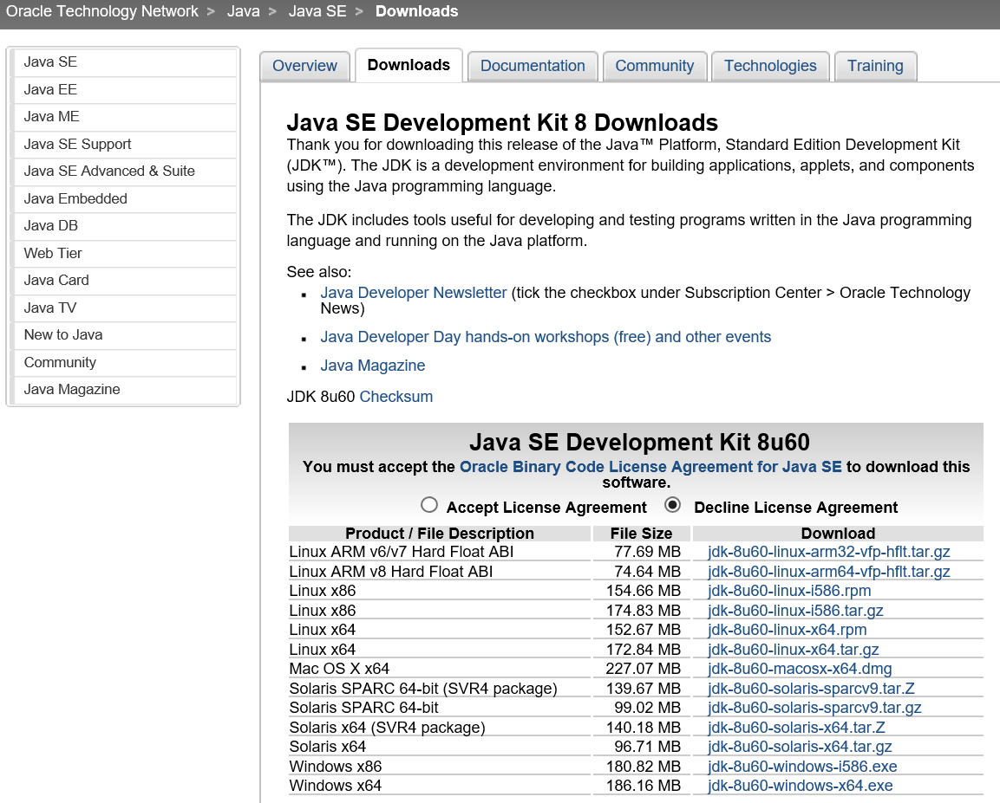 Oracle Technology Network > Java > Java SE > Downloads
Java SE
Java EE
Java ME
Java SE Support
Java SE Advanced & Suite
Java Embedded
Java DB
Web Tier
Java Card
Java TV
New to Java
Community
Java Magazine
Overview Downloads Documentation Community Technologies Training
Java SE Development Kit 8 Downloads
Thank you for downloading this release of the Java™ Platform, Standard Edition Development Kit
(JDK™). The JDK is a development environment for building applications, applets, and components
using the Java programming language.
The JDK includes tools useful for developing and testing programs written in the Java programming
language and running on the Java platform.
See also:
▪ Java Developer Newsletter (tick the checkbox under Subscription Center > Oracle Technology
News)
▪ Java Developer Day hands-on workshops (free) and other events
▪ Java Magazine
JDK 8u60 Checksum
Java SE Development Kit 8u60
You must accept the Oracle Binary Code License Agreement for Java SE to download this
software.
Accept License Agreement Decline License Agreement
Product / File Description File Size Download
Linux ARM v6/v7 Hard Float ABI 77.69 MB jdk-8u60-linux-arm32-vfp-hflt.tar.gz
Linux ARM v8 Hard Float ABI 74.64 MB jdk-8u60-linux-arm64-vfp-hflt.tar.gz
Linux x86 154.66 MB jdk-8u60-linux-i586.rpm
Linux x86 174.83 MB jdk-8u60-linux-i586.tar.gz
Linux x64 152.67 MB jdk-8u60-linux-x64.rpm
Linux x64 172.84 MB jdk-8u60-linux-x64.tar.gz
Mac OS X x64 227.07 MB jdk-8u60-macosx-x64.dmg
Solaris SPARC 64-bit (SVR4 package) 139.67 MB jdk-8u60-solaris-sparcv9.tar.Z
Solaris SPARC 64-bit 99.02 MB jdk-8u60-solaris-sparcv9.tar.gz
Solaris x64 (SVR4 package) 140.18 MB jdk-8u60-solaris-x64.tar.Z
Solaris x64 96.71 MB jdk-8u60-solaris-x64.tar.gz
Windows x86 180.82 MB jdk-8u60-windows-i586.exe
Windows x64 186.16 MB jdk-8u60-windows-x64.exe